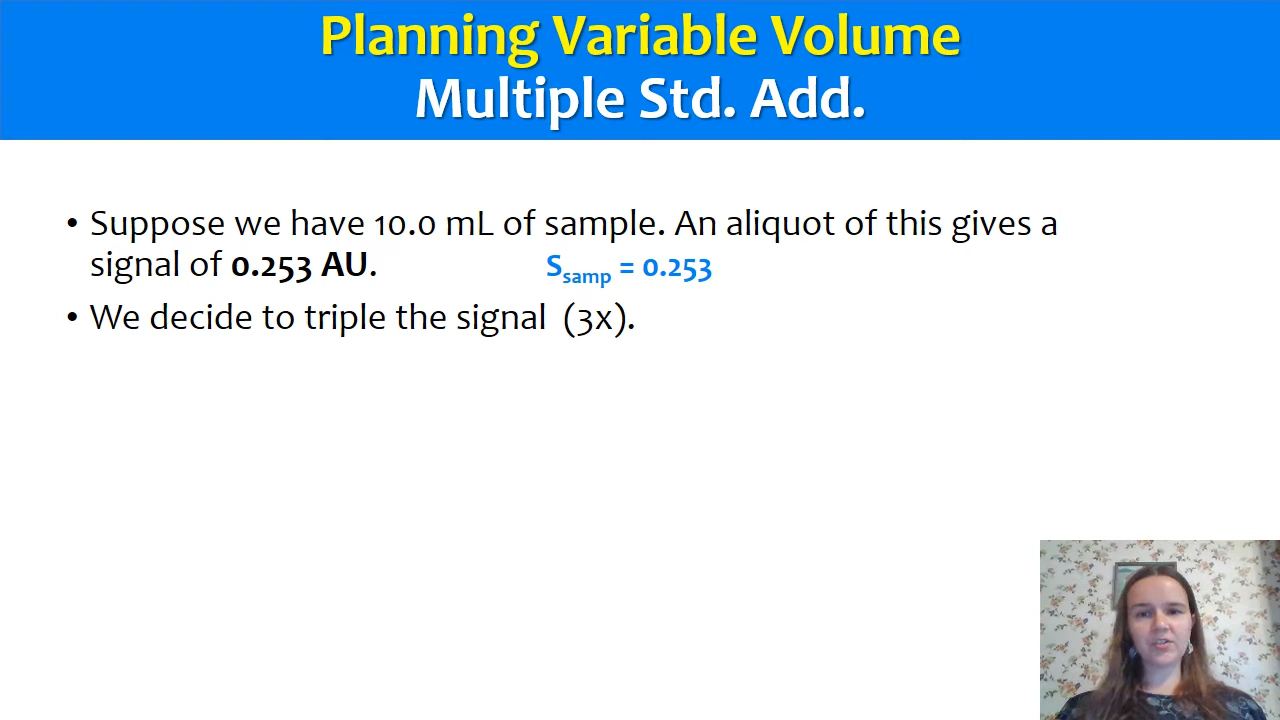 Planning Variable Volume
Multiple Std. Add.
• Suppose we have 10.0 mL of sample. An aliquot of this gives a
signal of 0.253 AU. S_samp = 0.253
• We decide to triple the signal (3x).